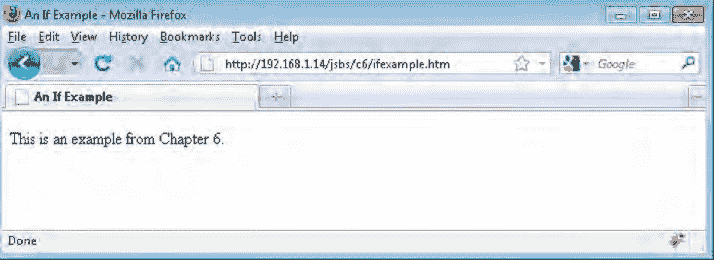 An If Example - Mozilla Firefox
File Edit View History Bookmarks Tools Help
http://192.168.1.14/jsbs/c6/ifexample.htm Google
An If Example
This is an example from Chapter 6.
Done